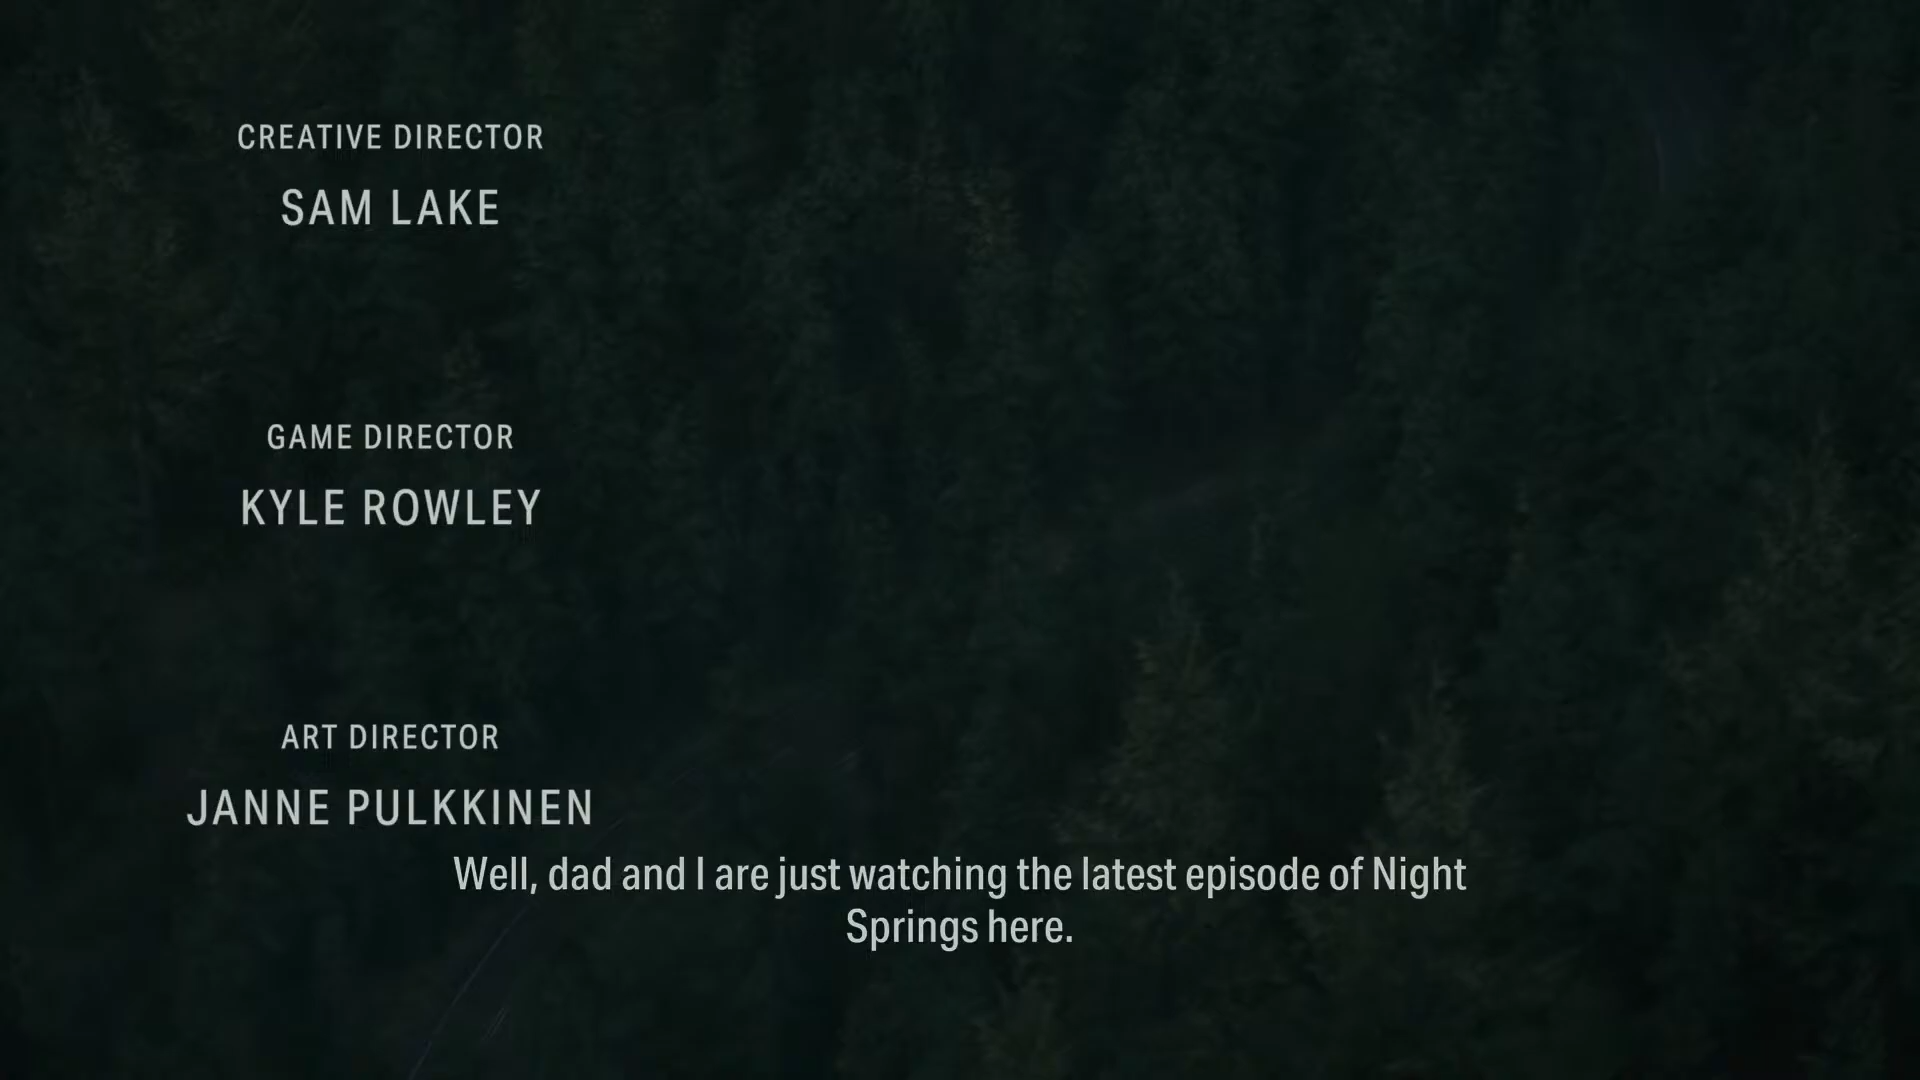 CREATIVE DIRECTOR
SAM LAKE
GAME DIRECTOR
KYLE ROWLEY
ART DIRECTOR
JANNE PULKKINEN
Well, dad and I are just watching the latest episode of Night
Springs here.